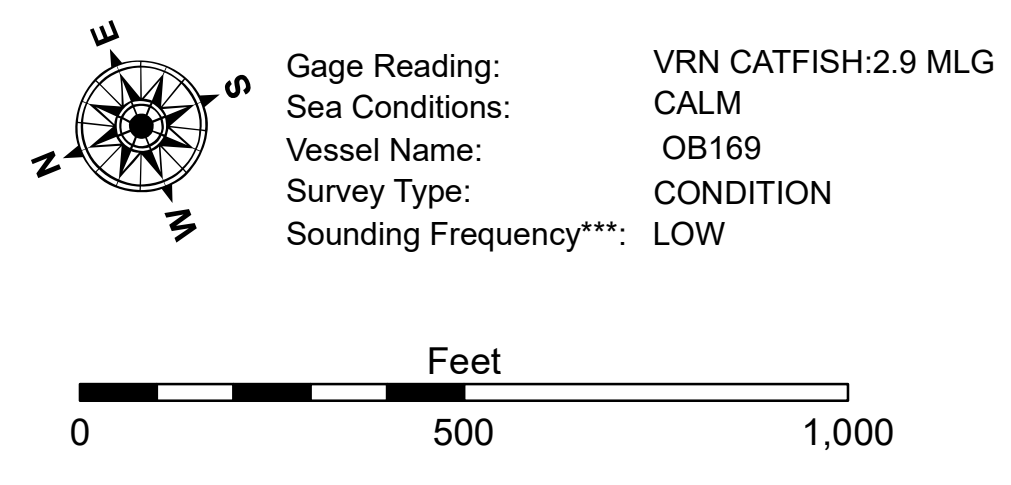 E
S
N
W
Gage Reading: VRN CATFISH:2.9 MLG
Sea Conditions: CALM
Vessel Name: OB169
Survey Type: CONDITION
Sounding Frequency***: LOW
Feet
0 500 1,000